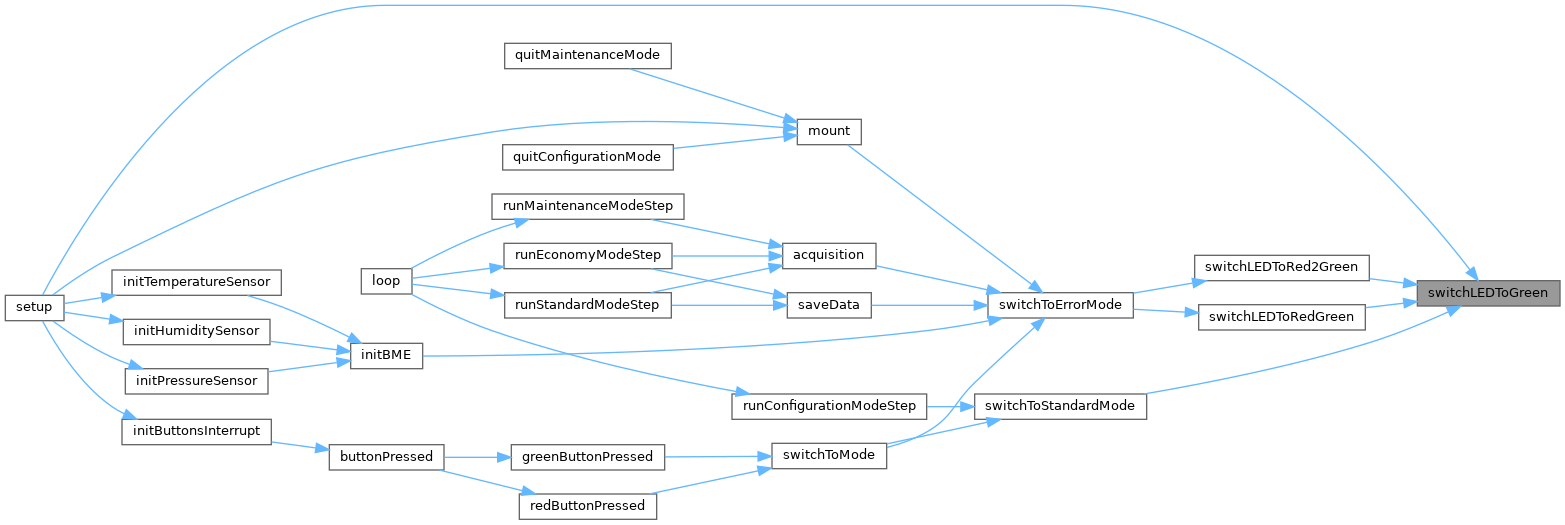 quitMaintenanceMode
mount
quitConfigurationMode
runMaintenanceModeStep
runEconomyModeStep
acquisition
loop
initTemperatureSensor
switchLEDToRed2Green
switchLEDToGreen
setup
runStandardModeStep
saveData
switchToErrorMode
switchLEDToRedGreen
initHumiditySensor
initBME
initPressureSensor
runConfigurationModeStep
switchToStandardMode
initButtonsInterrupt
buttonPressed
greenButtonPressed
switchToMode
redButtonPressed